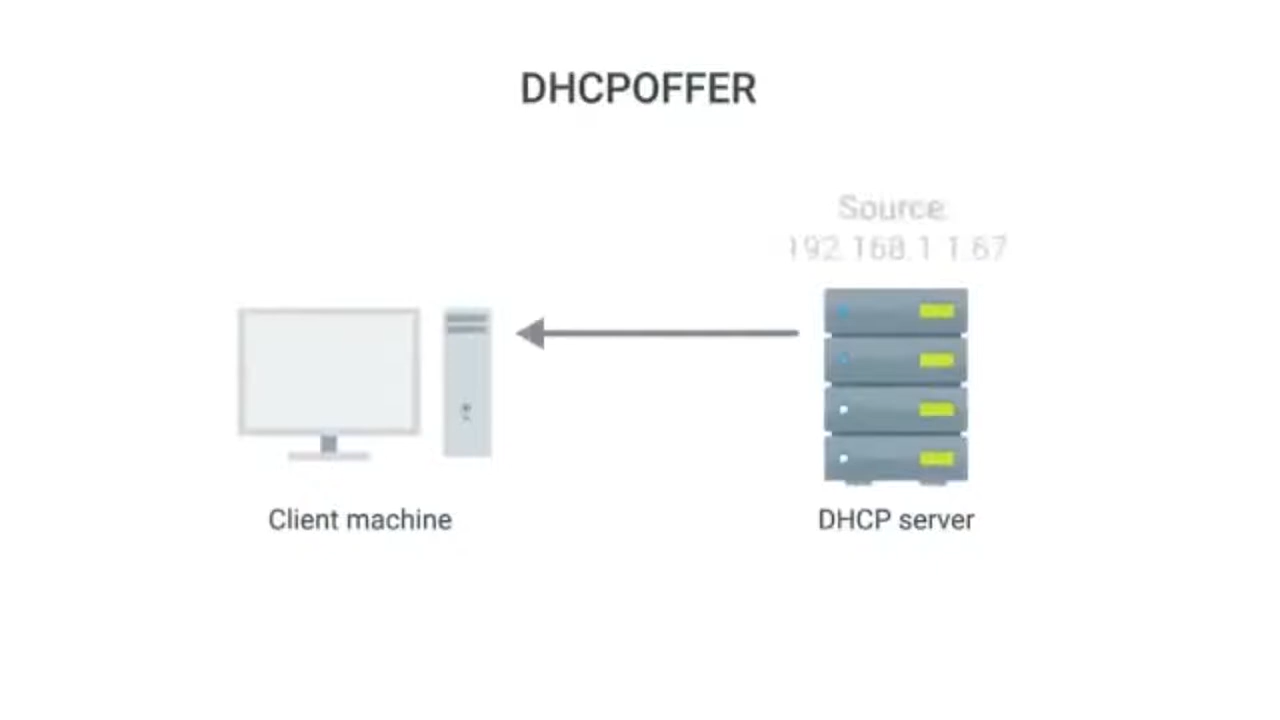 DHCPOFFER
Source
192.168.1 1.67
Client machine
DHCP server